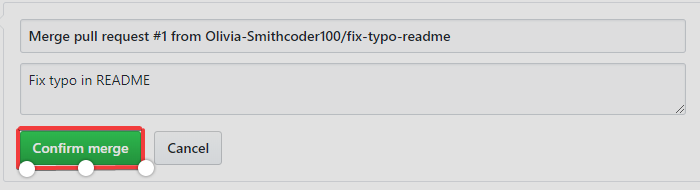 Merge pull request #1 from Olivia-Smithcoder100/fix-typo-readme
Fix typo in README
Confirm merge Cancel